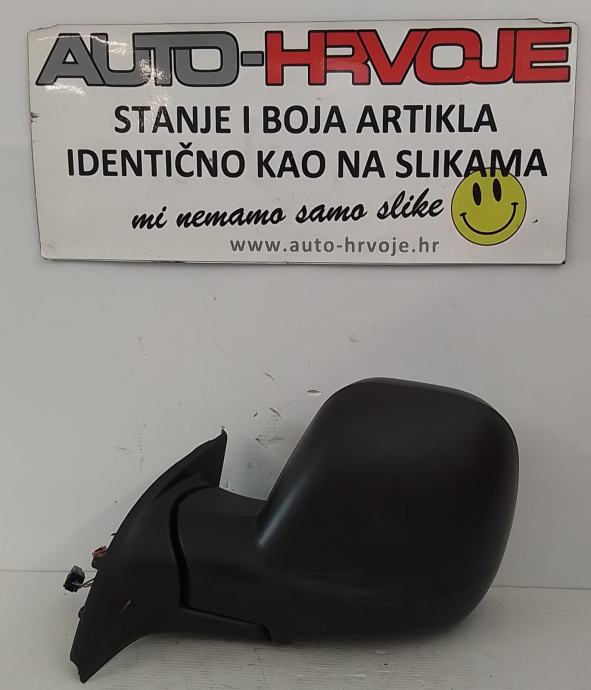 AUTO-HRVOJE
STANJE I BOJA ARTIKLA
IDENTIČNO KAO NA SLIKAMA
mi nemamo samo slike
www.auto-hrvoje.hr